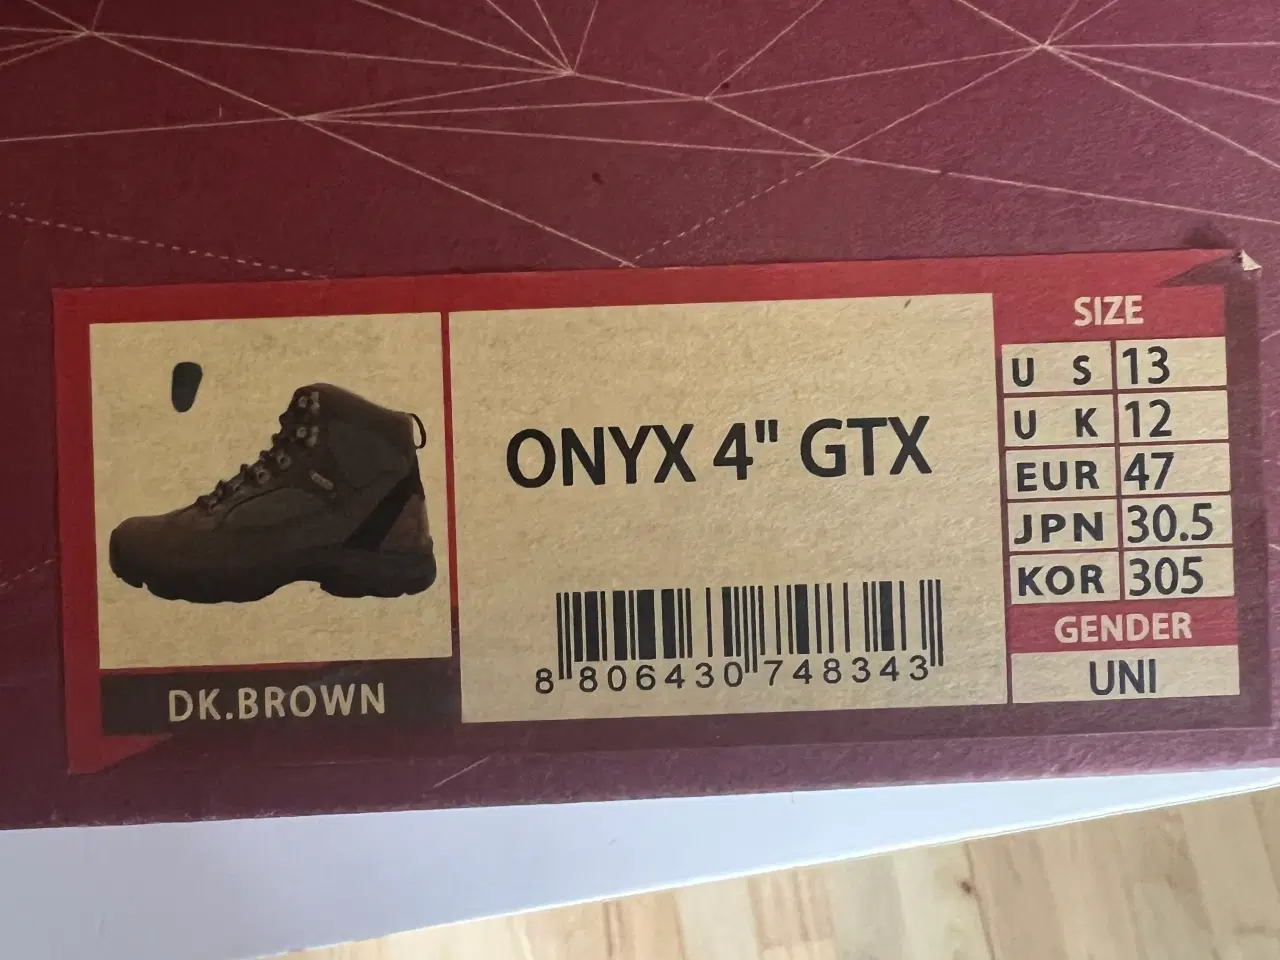 DK.BROWN
ONYX 4" GTX
8 806430 748343
SIZE
U S 13
U K 12
EUR 47
JPN 30.5
KOR 305
GENDER
UNI